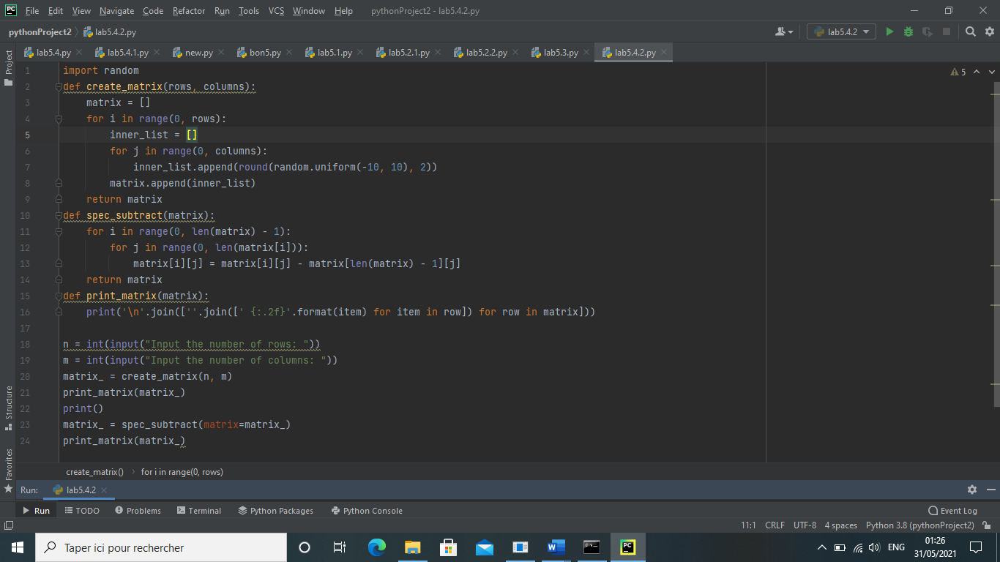 PC File Edit View Navigate Code Refactor Run Tools VCS Window Help pythonProject2 - lab5.4.2.py
pythonProject2 lab5.4.2.py lab5.4.2
Project lab5.4.py lab5.4.1.py new.py bon5.py lab5.1.py lab5.2.1.py lab5.2.2.py lab5.3.py lab5.4.2.py
1 import random 5
2 def create_matrix(rows, columns):
3 matrix = []
4 for i in range(0, rows):
5 inner_list = []
6 for j in range(0, columns):
7 inner_list.append(round(random.uniform(-10, 10), 2))
8 matrix.append(inner_list)
9 return matrix
10 def spec_subtract(matrix):
11 for i in range(0, len(matrix) - 1):
12 for j in range(0, len(matrix[i])):
13 matrix[i][j] = matrix[i][j] - matrix[len(matrix) - 1][j]
14 return matrix
15 def print_matrix(matrix):
16 print('\n'.join([''.join([' {:.2f}'.format(item) for item in row]) for row in matrix]))
17
18 n = int(input("Input the number of rows: "))
19 m = int(input("Input the number of columns: "))
20 matrix_ = create_matrix(n, m)
21 print_matrix(matrix_)
22 print()
23 matrix_ = spec_subtract(matrix=matrix_)
24 print_matrix(matrix_)
Structure
Favorites
create_matrix() for i in range(0, rows)
Run: lab5.4.2
Run TODO Problems Terminal Python Packages Python Console Event Log
11:1 CRLF UTF-8 4 spaces Python 3.8 (pythonProject2)
Taper ici pour rechercher W PC ENG 01:26
31/05/2021